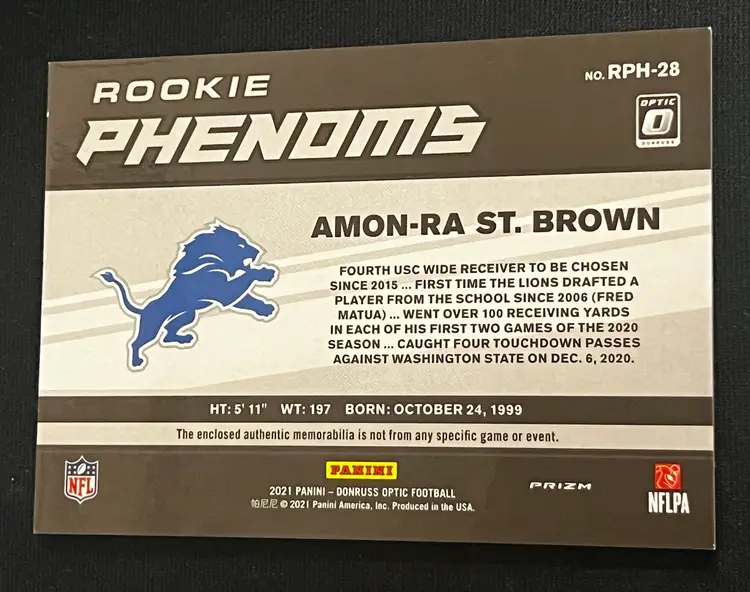 ROOKIE
NO. RPH-28
PHENOMS
OPTIC
O
DONRUSS
AMON-RA ST. BROWN
FOURTH USC WIDE RECEIVER TO BE CHOSEN
SINCE 2015 ... FIRST TIME THE LIONS DRAFTED A
PLAYER FROM THE SCHOOL SINCE 2006 (FRED
MATUA) ... WENT OVER 100 RECEIVING YARDS
IN EACH OF HIS FIRST TWO GAMES OF THE 2020
SEASON ... CAUGHT FOUR TOUCHDOWN PASSES
AGAINST WASHINGTON STATE ON DEC. 6, 2020.
HT: 5' 11" WT: 197 BORN: OCTOBER 24, 1999
The enclosed authentic memorabilia is not from any specific game or event.
PANINI
NFL
2021 PANINI – DONRUSS OPTIC FOOTBALL
帕尼尼 © 2021 Panini America, Inc. Produced in the USA.
PRIZM
NFLPA